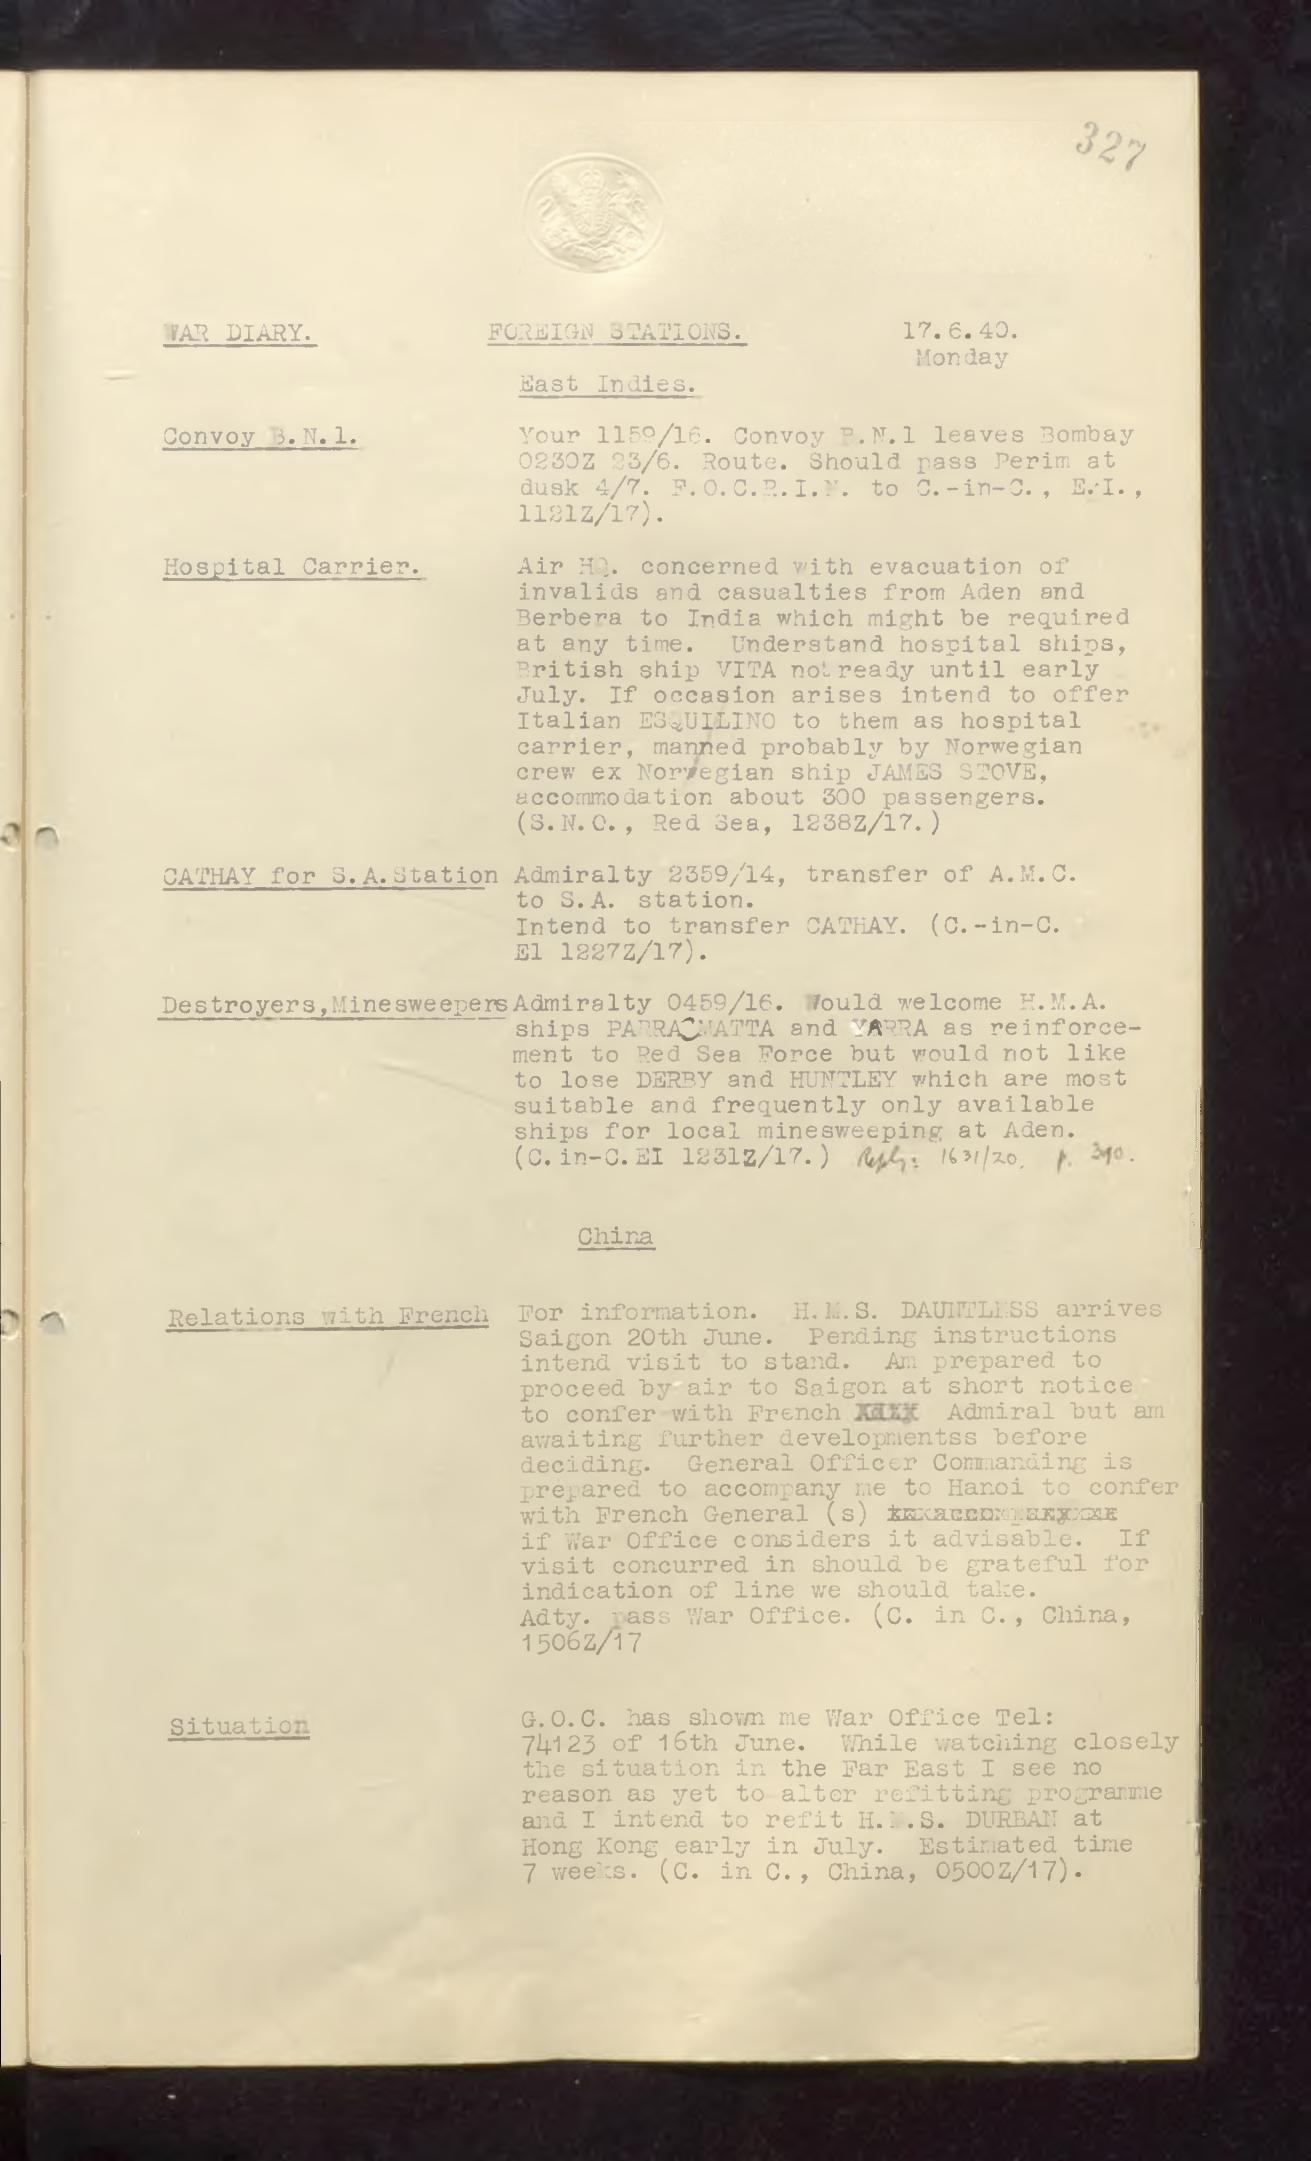 327
WAR DIARY. FOREIGN STATIONS. 17.6.40.
Monday
East Indies.
Convoy B.N.1. Your 1159/16. Convoy B.N.1 leaves Bombay
0230Z 23/6. Route. Should pass Perim at
dusk 4/7. F.O.C.R.I.N. to C.-in-C., E.I.,
1121Z/17).
Hospital Carrier. Air HQ. concerned with evacuation of
invalids and casualties from Aden and
Berbera to India which might be required
at any time. Understand hospital ships,
British ship VITA not ready until early
July. If occasion arises intend to offer
Italian ESQUILINO to them as hospital
carrier, manned probably by Norwegian
crew ex Norwegian ship JAMES STOVE,
accommodation about 300 passengers.
(S.N.O., Red Sea, 1238Z/17.)
CATHAY for S.A.Station Admiralty 2359/14, transfer of A.M.C.
to S.A. station.
Intend to transfer CATHAY. (C.-in-C.
EI 1227Z/17).
Destroyers,Minesweepers Admiralty 0459/16. Would welcome H.M.A.
ships PARRAMATTA and YARRA as reinforce-
ment to Red Sea Force but would not like
to lose DERBY and HUNTLEY which are most
suitable and frequently only available
ships for local minesweeping at Aden.
(C.in-C.EI 1231Z/17.) Reply: 1631/20. p. 390.
China
Relations with French For information. H.M.S. DAUNTLESS arrives
Saigon 20th June. Pending instructions
intend visit to stand. Am prepared to
proceed by air to Saigon at short notice
to confer with French Admiral but am
awaiting further developmentss before
deciding. General Officer Commanding is
prepared to accompany me to Hanoi to confer
with French General (s)
if War Office considers it advisable. If
visit concurred in should be grateful for
indication of line we should take.
Adty. pass War Office. (C. in C., China,
1506Z/17
Situation G.O.C. has shown me War Office Tel:
74123 of 16th June. While watching closely
the situation in the Far East I see no
reason as yet to alter refitting programme
and I intend to refit H.M.S. DURBAN at
Hong Kong early in July. Estimated time
7 weeks. (C. in C., China, 0500Z/17).